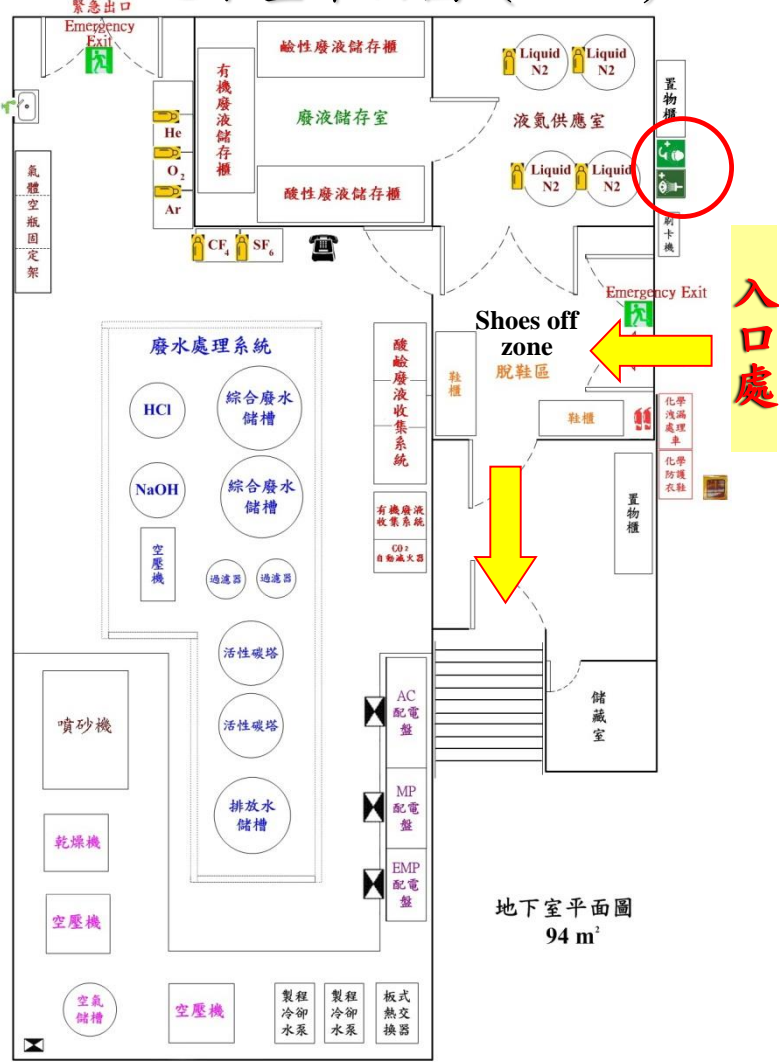 緊急出口
Emergency
Exit
有機廢液儲存櫃
鹼性廢液儲存櫃
廢液儲存室
酸性廢液儲存櫃
Liquid
N2
Liquid
N2
液氮供應室
Liquid
N2
Liquid
N2
置物櫃
刷卡機
He
O2
Ar
CF4
SF6
氣體空瓶固定架
Emergency Exit
入口處
Shoes off
zone
脫鞋區
鞋櫃
鞋櫃
化學
洩漏
處理
車
化學
防護
衣鞋
置物櫃
廢水處理系統
HCl
綜合廢水
儲槽
NaOH
綜合廢水
儲槽
空壓機
過濾器
過濾器
活性碳塔
活性碳塔
排放水
儲槽
酸鹼廢液收集系統
有機廢液
收集系統
CO2
自動滅火器
AC
配電
盤
MP
配電
盤
EMP
配電
盤
儲藏室
噴砂機
乾燥機
空壓機
空氣
儲槽
空壓機
製程
冷卻
水泵
製程
冷卻
水泵
板式
熱交
換器
地下室平面圖
94 m²